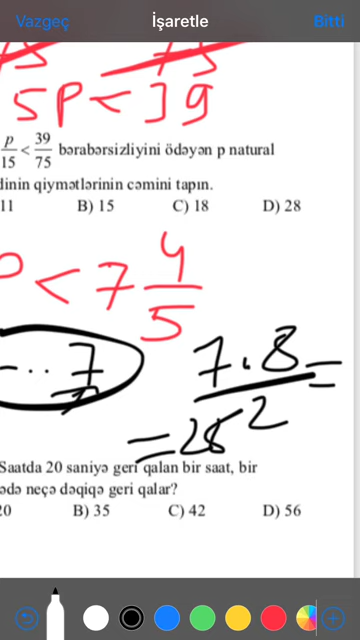 Vazgeç İşaretle Bitti
5P < 39
p/15 < 39/75 bərabərsizliyini ödəyən p natural
dinin qiymətlərinin cəmini tapın.
11 B) 15 C) 18 D) 28
P < 7 4/5
... 7
7.8/2 =
= 28
Saatda 20 saniyə geri qalan bir saat, bir
ədə neçə dəqiqə geri qalar?
20 B) 35 C) 42 D) 56